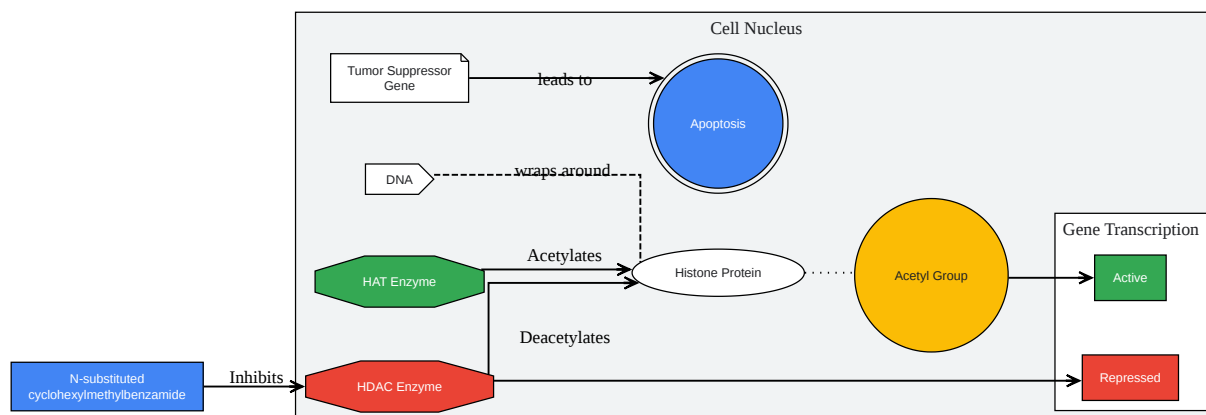 Cell Nucleus
Tumor Suppressor
Gene
leads to
Apoptosis
DNA
wraps around
HAT Enzyme
Acetylates
Histone Protein
Acetyl Group
Gene Transcription
Active
Deacetylates
N-substituted
cyclohexylmethylbenzamide
Inhibits
HDAC Enzyme
Repressed